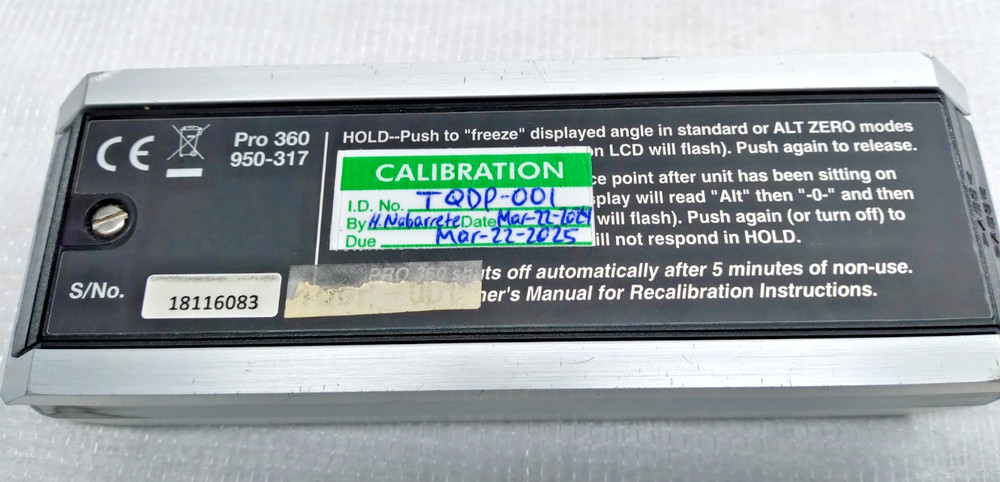 CE
Pro 360
950-317
HOLD--Push to "freeze" displayed angle in standard or ALT ZERO modes
on LCD will flash). Push again to release.
CALIBRATION
I.D. No. TQDP-001
By H. Nabarrete Date Mar-22-2024
Due Mar-22-2025
ce point after unit has been sitting on
splay will read "Alt" then "-0-" and then
will flash). Push again (or turn off) to
ill not respond in HOLD.
PRO 360 shuts off automatically after 5 minutes of non-use.
ner's Manual for Recalibration Instructions.
S/No.
18116083